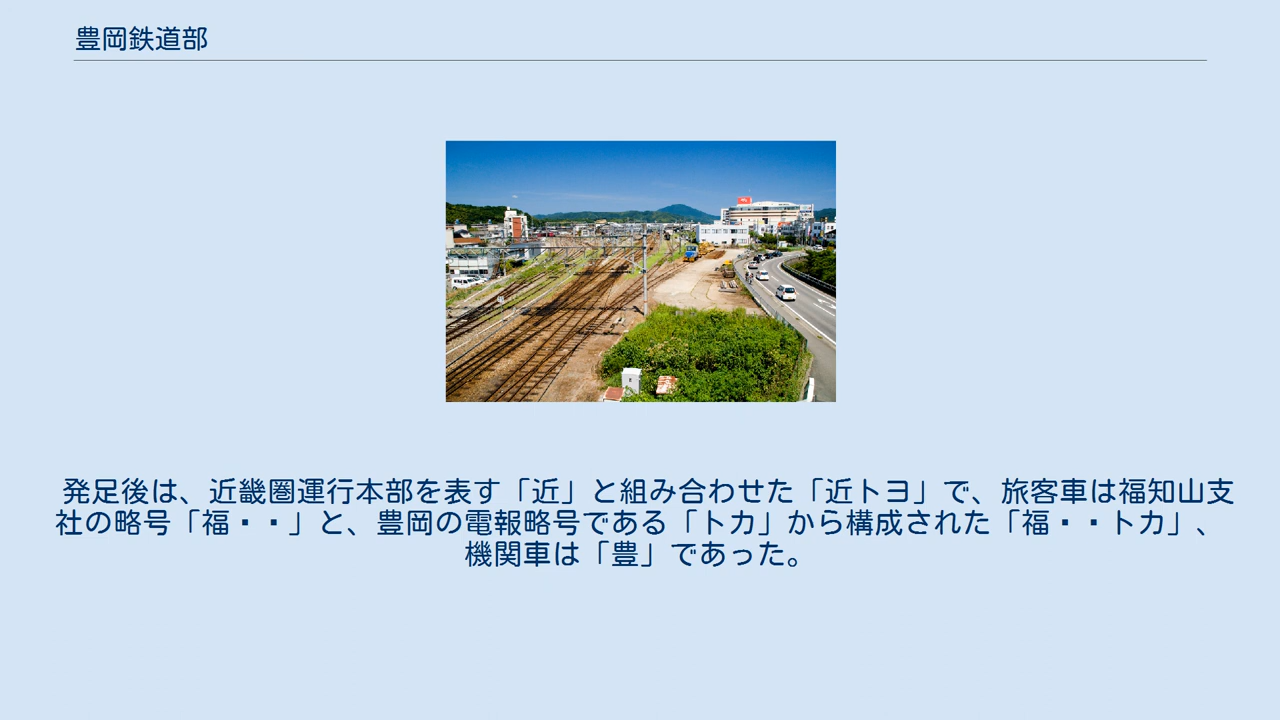 豊岡鉄道部
発足後は、近畿圏運行本部を表す「近」と組み合わせた「近トヨ」で、旅客車は福知山支
社の略号「福・・」と、豊岡の電報略号である「トカ」から構成された「福・・トカ」、
機関車は「豊」であった。